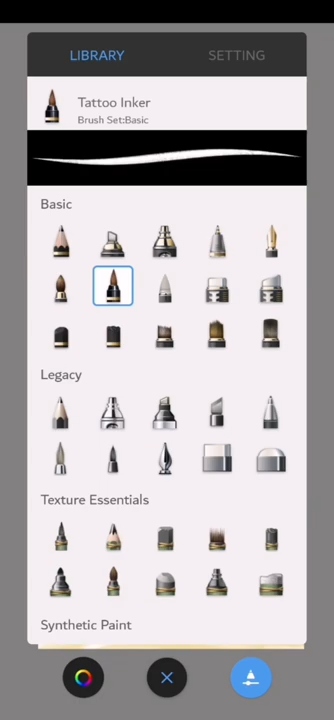 LIBRARY
SETTING
Tattoo Inker
Brush Set:Basic
Basic
Legacy
Texture Essentials
Synthetic Paint